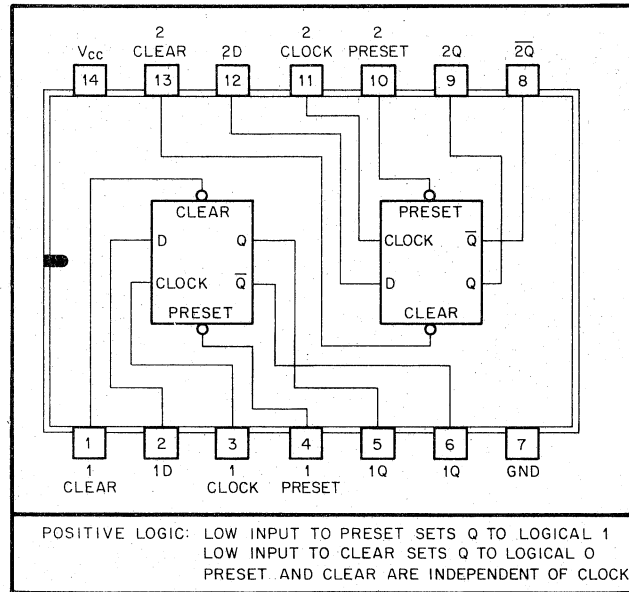 2 2 2
Vcc CLEAR 2D CLOCK PRESET 2Q 2Q̅
14 13 12 11 10 9 8
CLEAR PRESET
D Q CLOCK Q̅
CLOCK Q̅ D Q
PRESET CLEAR
1 2 3 4 5 6 7
1 1D 1 1 1Q 1Q GND
CLEAR CLOCK PRESET
POSITIVE LOGIC: LOW INPUT TO PRESET SETS Q TO LOGICAL 1
LOW INPUT TO CLEAR SETS Q TO LOGICAL 0
PRESET AND CLEAR ARE INDEPENDENT OF CLOCK